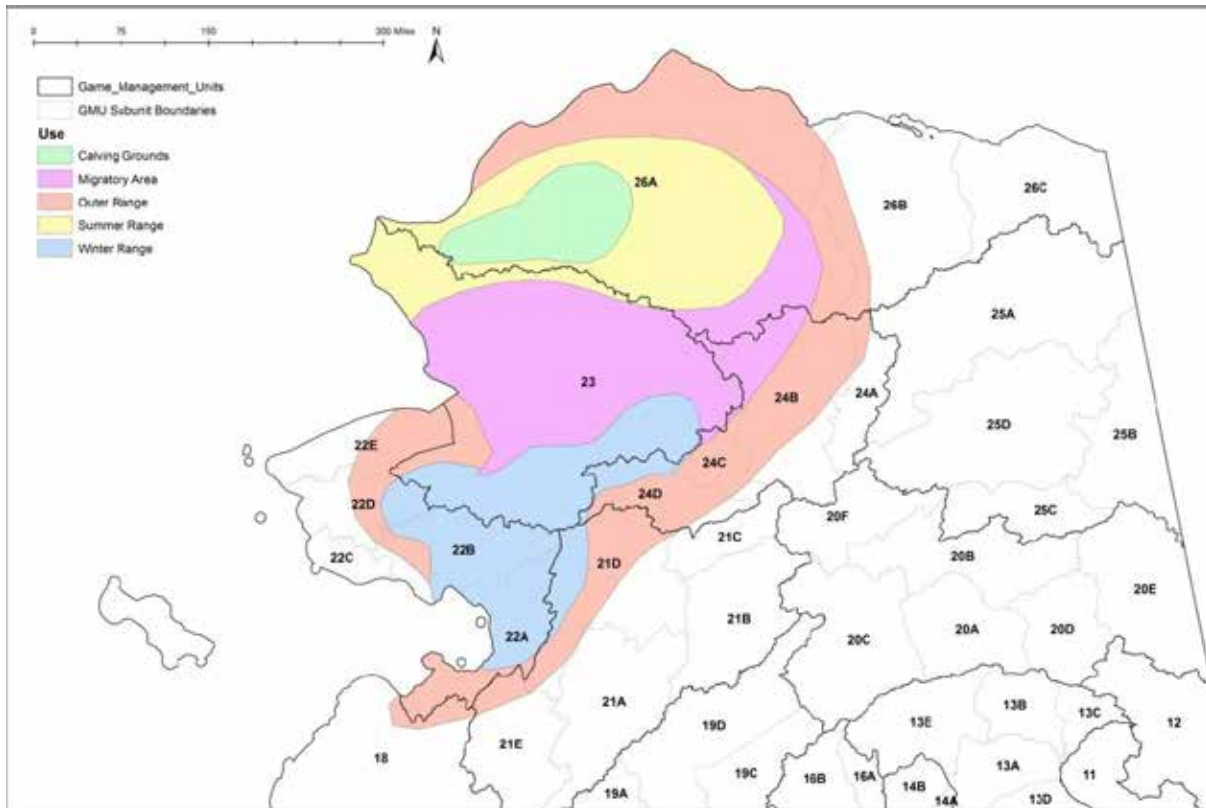 0 75 150 300 Miles
N
Game_Management_Units
GMU Subunit Boundaries
Use
Calving Grounds
Migratory Area
Outer Range
Summer Range
Winter Range
26A
26B
26C
25A
23
24B
24A
25D
25B
22E
24C
22D
24D
25C
20F
21C
22B
20B
22C
21D
20E
21B
22A
20C
20A
20D
21A
13B
13C
19D
13E
12
21E
18
13A
11
19C
16B
16A
14B
19A
14A
13D